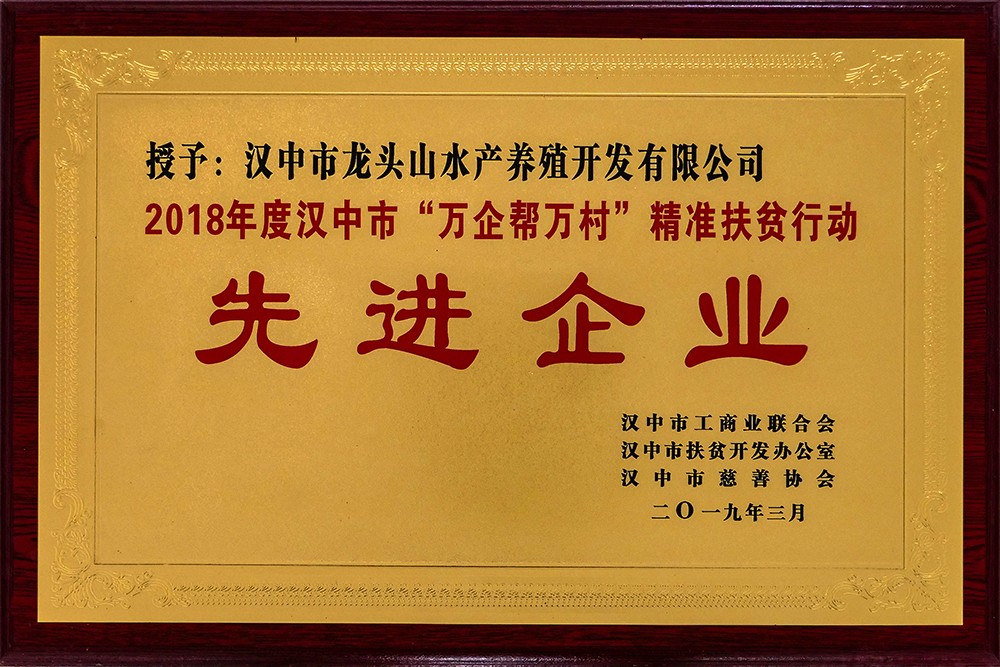 授予：汉中市龙头山水产养殖开发有限公司
2018年度汉中市“万企帮万村”精准扶贫行动
先进企业
汉中市工商业联合会
汉中市扶贫开发办公室
汉中市慈善协会
二〇一九年三月